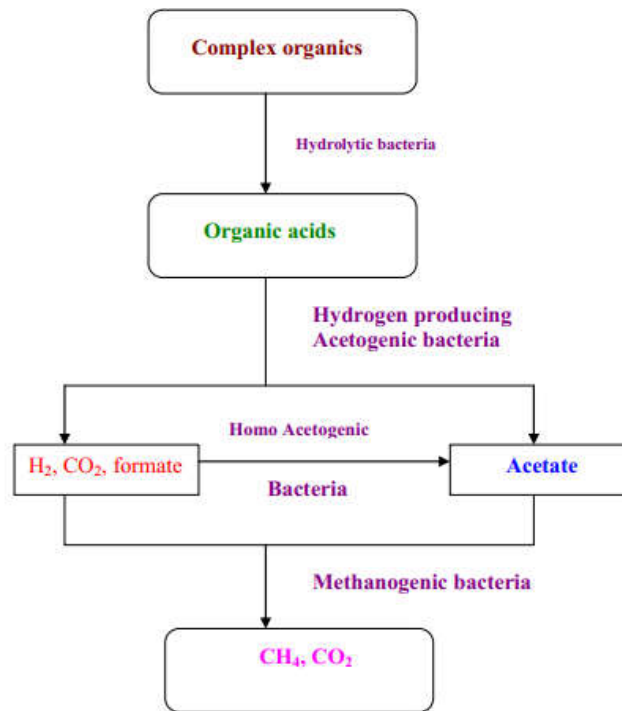 Complex organics
Hydrolytic bacteria
Organic acids
Hydrogen producing
Acetogenic bacteria
Homo Acetogenic
H₂, CO₂, formate
Acetate
Bacteria
Methanogenic bacteria
CH₄, CO₂